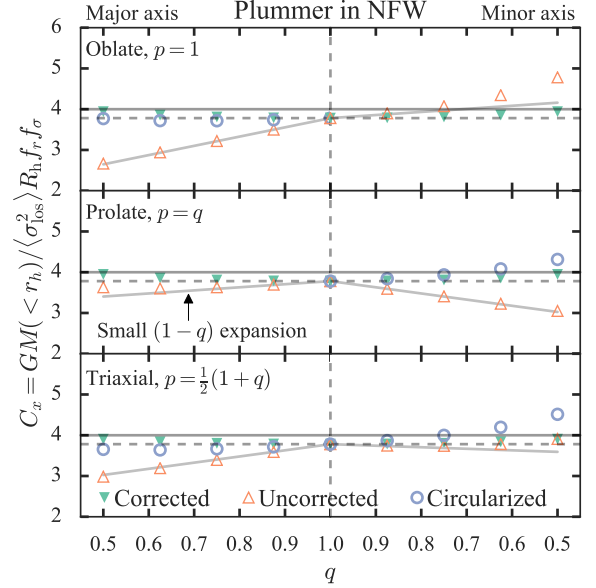 Major axis Plummer in NFW Minor axis
6
Oblate, p = 1
5
4
3
2
Prolate, p = q
5
4
3
Small (1 − q) expansion
2
Triaxial, p = ½(1 + q)
5
4
3
Corrected Uncorrected Circularized
2
0.5 0.6 0.7 0.8 0.9 1.0 0.9 0.8 0.7 0.6 0.5
q
C_x = GM(< r_h)/⟨σ²_los⟩R_h f_r f_σ